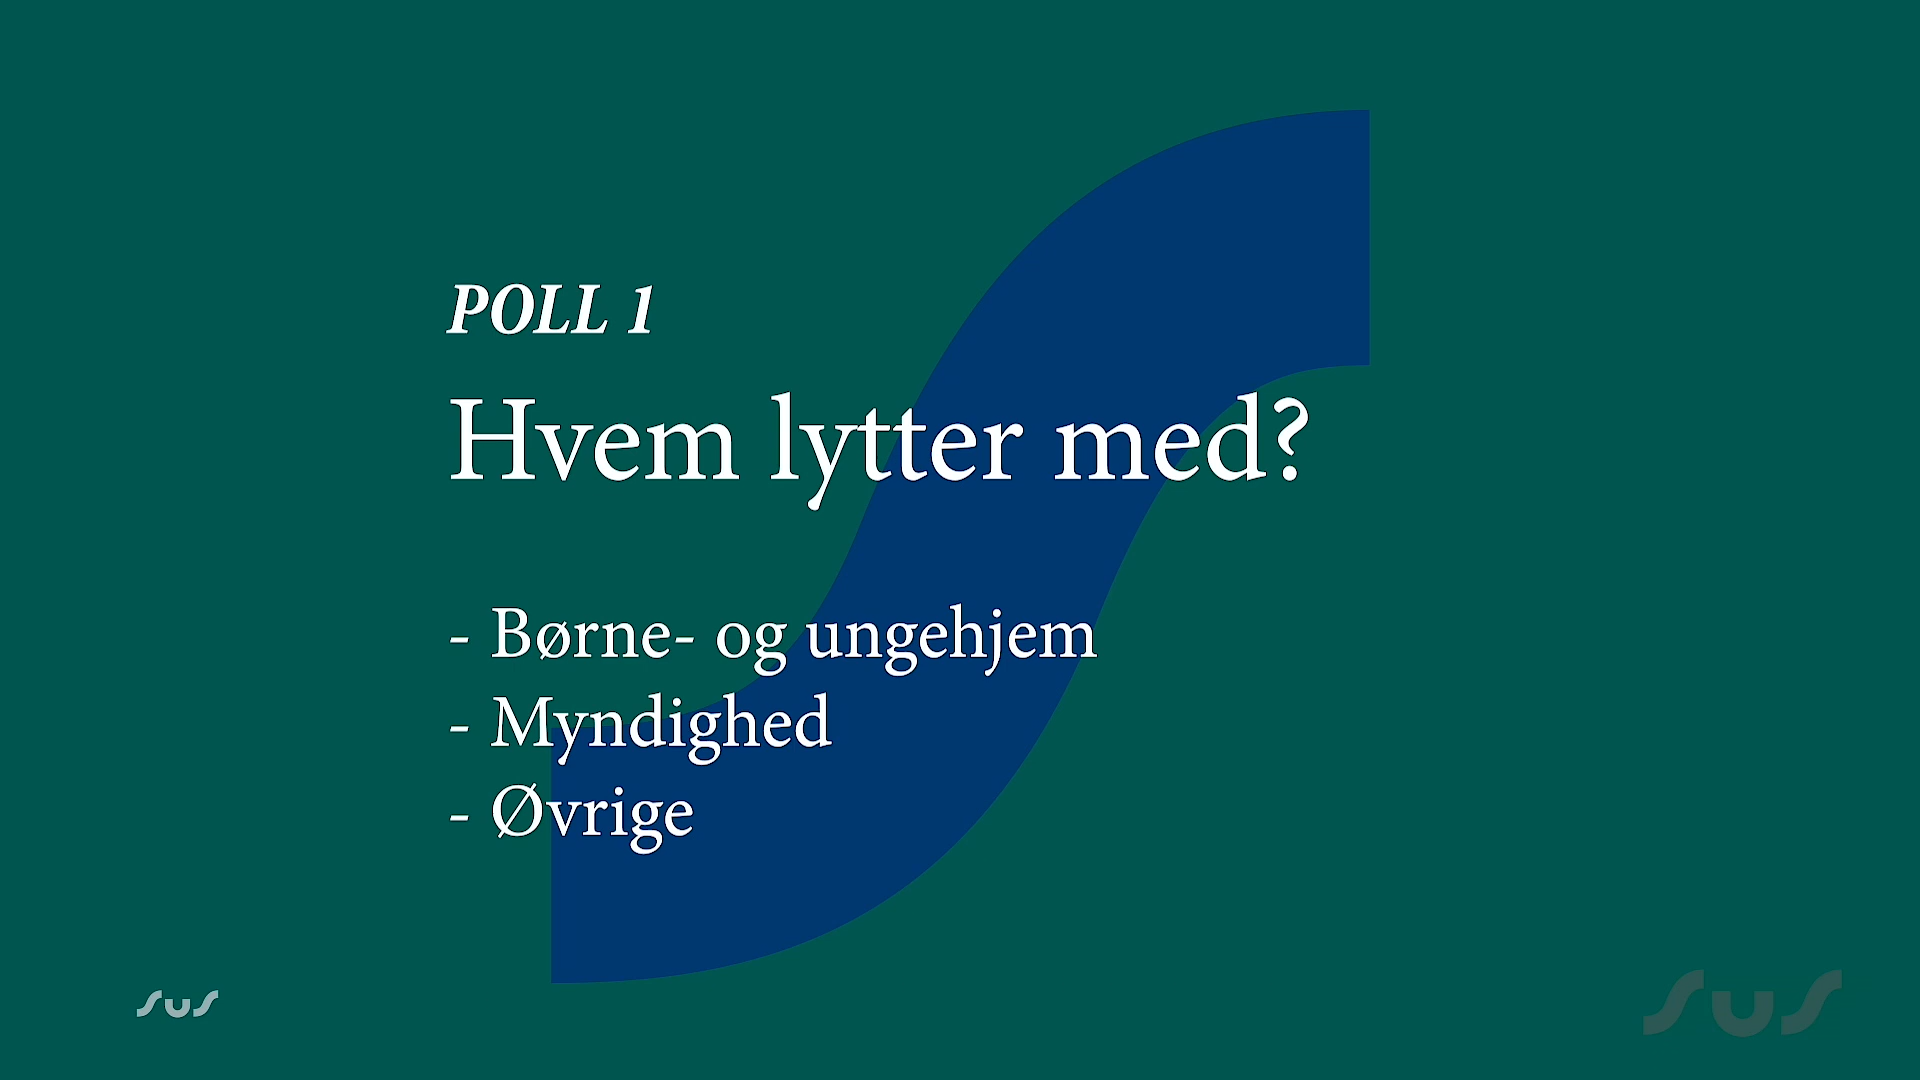 POLL 1
Hvem lytter med?
- Børne- og ungehjem
- Myndighed
- Øvrige
sus
sus